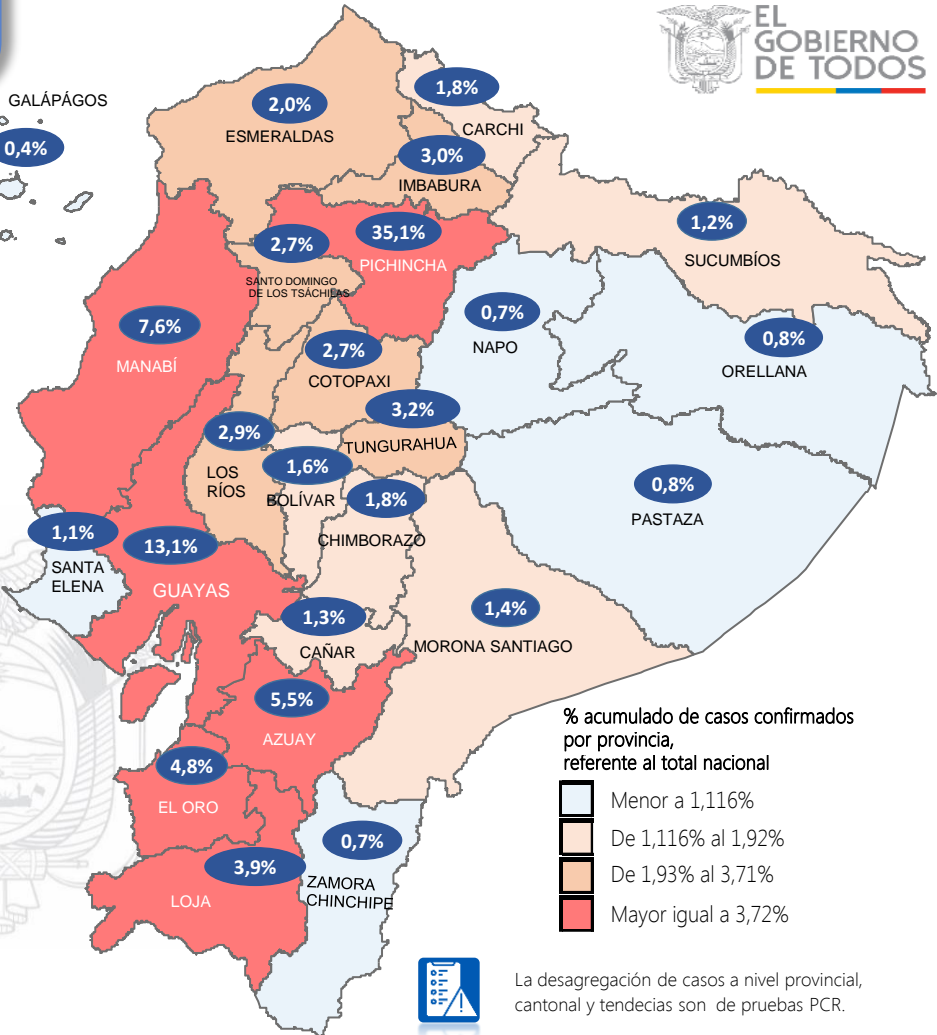 EL
GOBIERNO
DE TODOS
GALÁPÁGOS
0,4%
2,0%
ESMERALDAS
1,8%
CARCHI
3,0%
IMBABURA
1,2%
SUCUMBÍOS
2,7%
SANTO DOMINGO
DE LOS TSÁCHILAS
35,1%
PICHINCHA
7,6%
MANABÍ
0,7%
NAPO
0,8%
ORELLANA
2,7%
COTOPAXI
3,2%
TUNGURAHUA
2,9%
LOS
RÍOS
1,6%
BOLÍVAR
1,8%
CHIMBORAZO
0,8%
PASTAZA
1,1%
SANTA
ELENA
13,1%
GUAYAS
1,3%
CAÑAR
1,4%
MORONA SANTIAGO
5,5%
AZUAY
4,8%
EL ORO
3,9%
LOJA
0,7%
ZAMORA
CHINCHIPE
% acumulado de casos confirmados
por provincia,
referente al total nacional
Menor a 1,116%
De 1,116% al 1,92%
De 1,93% al 3,71%
Mayor igual a 3,72%
La desagregación de casos a nivel provincial,
cantonal y tendecias son de pruebas PCR.